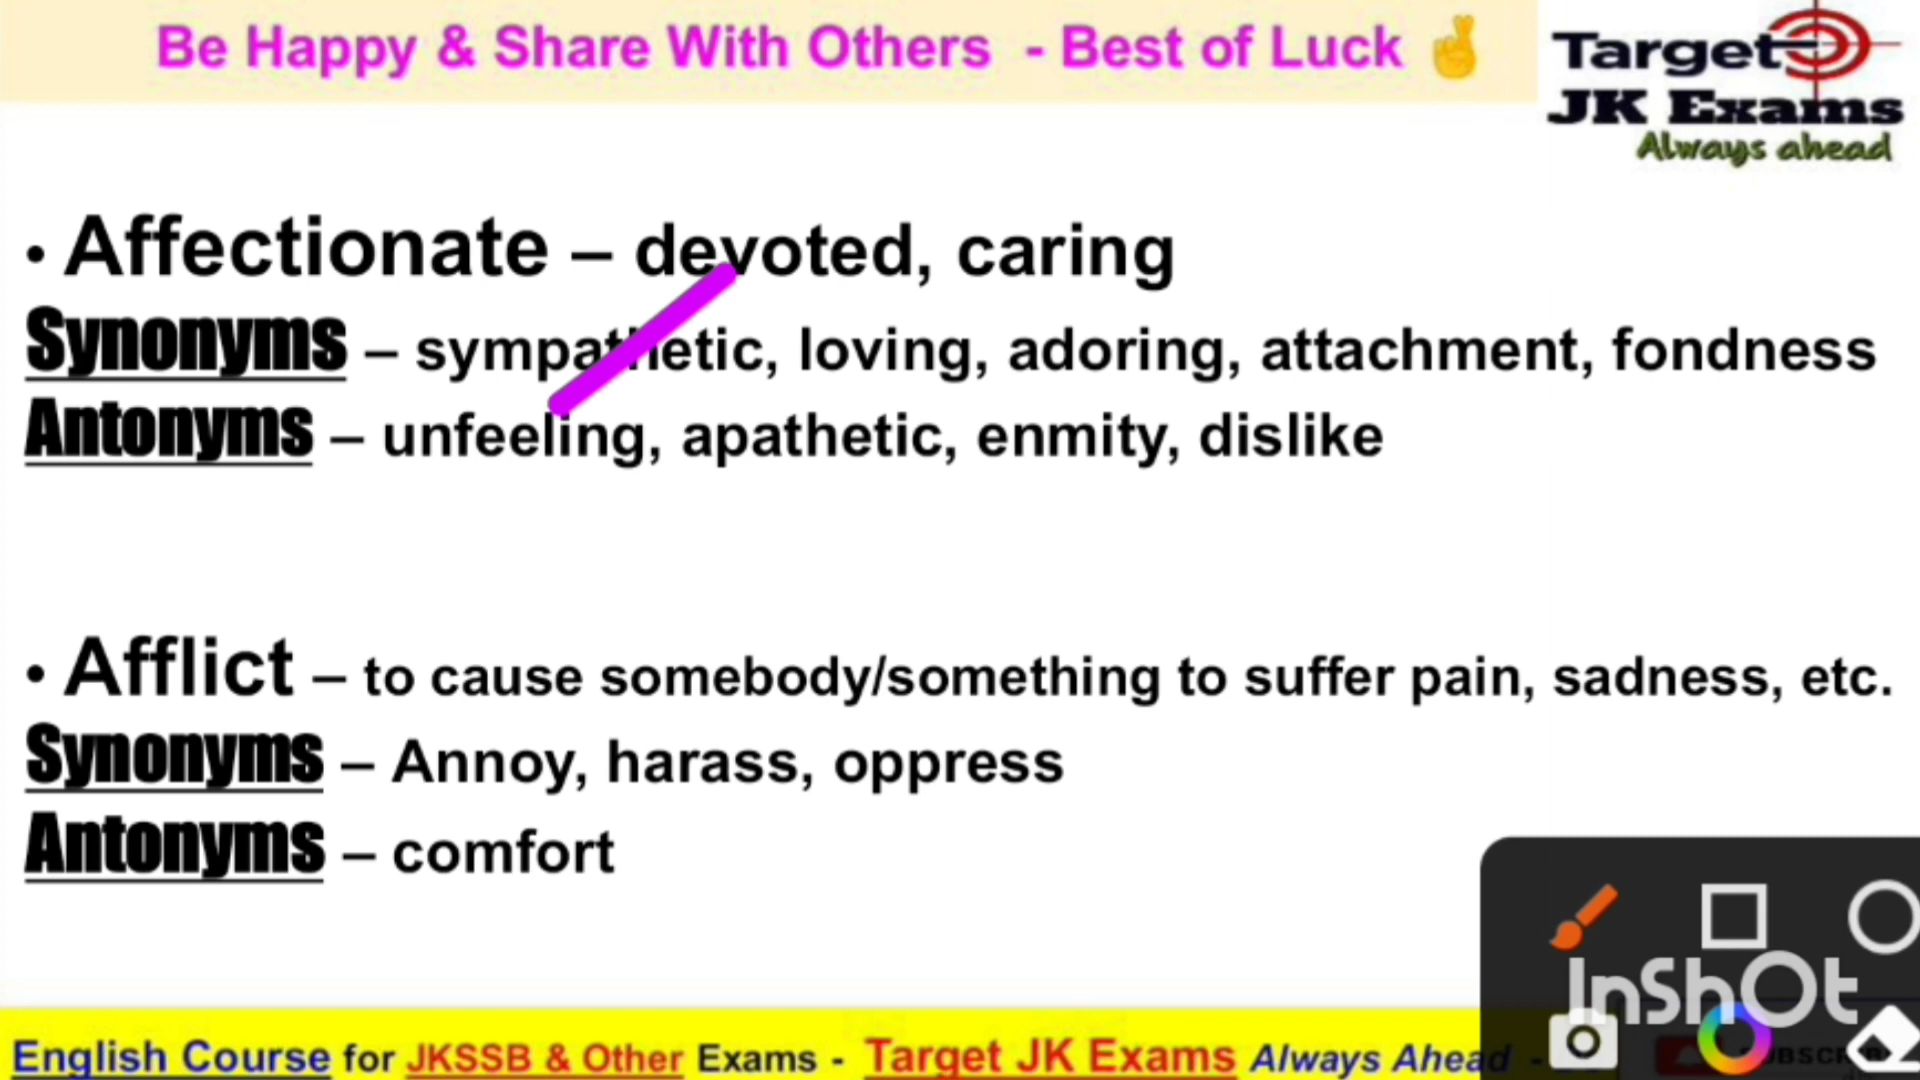 Be Happy & Share With Others - Best of Luck ✌
Target
JK Exams
Always ahead
• Affectionate – devoted, caring
Synonyms – sympathetic, loving, adoring, attachment, fondness
Antonyms – unfeeling, apathetic, enmity, dislike
• Afflict – to cause somebody/something to suffer pain, sadness, etc.
Synonyms – Annoy, harass, oppress
Antonyms – comfort
InShOt
English Course for JKSSB & Other Exams - Target JK Exams Always Ahead -